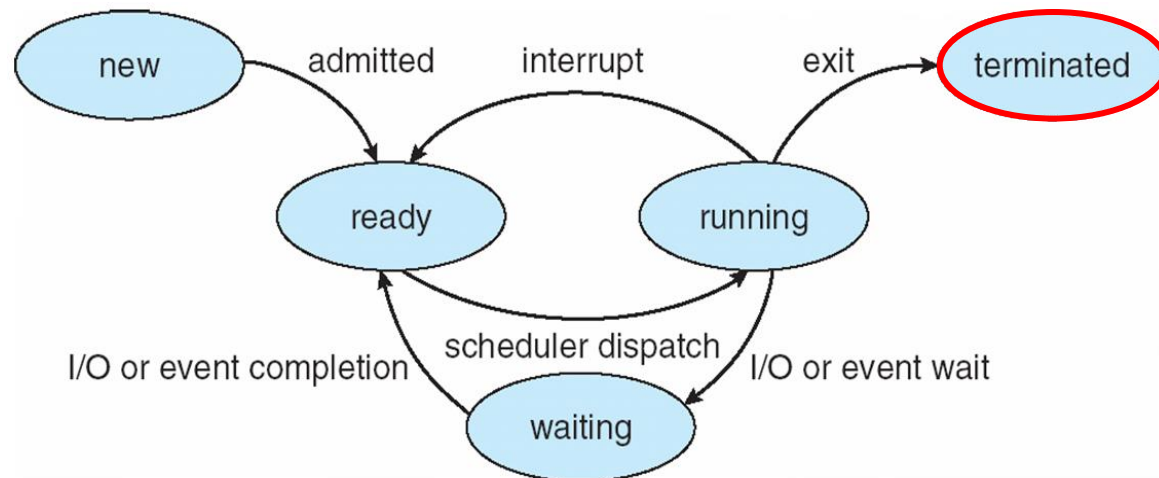 new
admitted
interrupt
exit
terminated
ready
running
scheduler dispatch
I/O or event completion
I/O or event wait
waiting